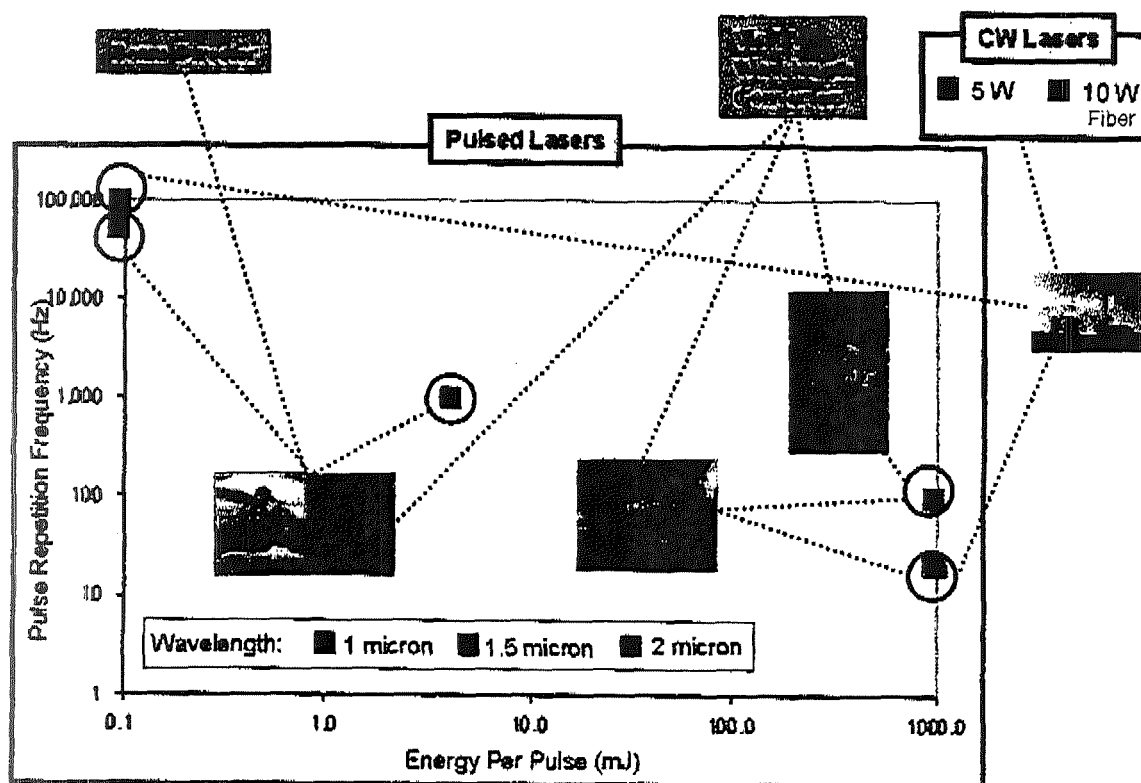 CW Lasers
5 W 10 W
Fiber
Pulsed Lasers
100,000
10,000
1,000
100
10
1
Pulse Repetition Frequency (Hz)
Wavelength: 1 micron 1.5 micron 2 micron
0.1 1.0 10.0 100.0 1000.0
Energy Per Pulse (mJ)